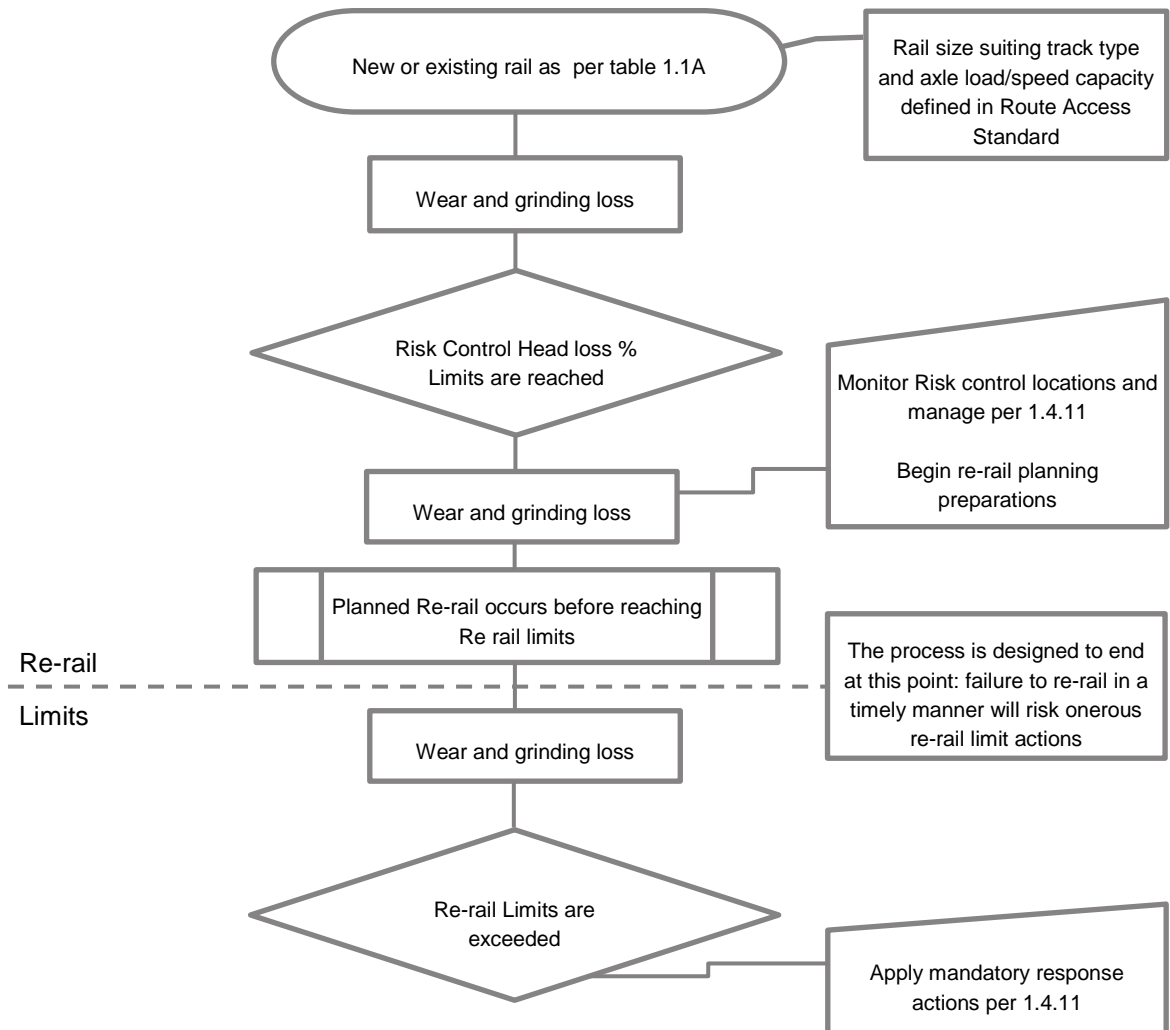 New or existing rail as per table 1.1A
Rail size suiting track type
and axle load/speed capacity
defined in Route Access
Standard
Wear and grinding loss
Risk Control Head loss %
Limits are reached
Monitor Risk control locations and
manage per 1.4.11
Begin re-rail planning
preparations
Wear and grinding loss
Planned Re-rail occurs before reaching
Re rail limits
Re-rail
Limits
The process is designed to end
at this point: failure to re-rail in a
timely manner will risk onerous
re-rail limit actions
Wear and grinding loss
Re-rail Limits are
exceeded
Apply mandatory response
actions per 1.4.11